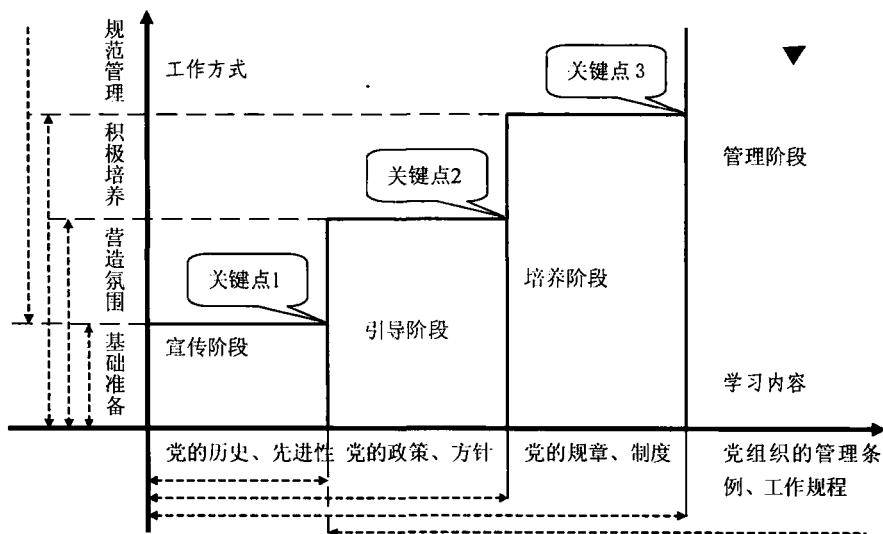 规范管理
工作方式
关键点3
积极培养
管理阶段
关键点2
营造氛围
关键点1
培养阶段
引导阶段
基础准备
宣传阶段
学习内容
党的历史、先进性
党的政策、方针
党的规章、制度
党组织的管理条
例、工作规程